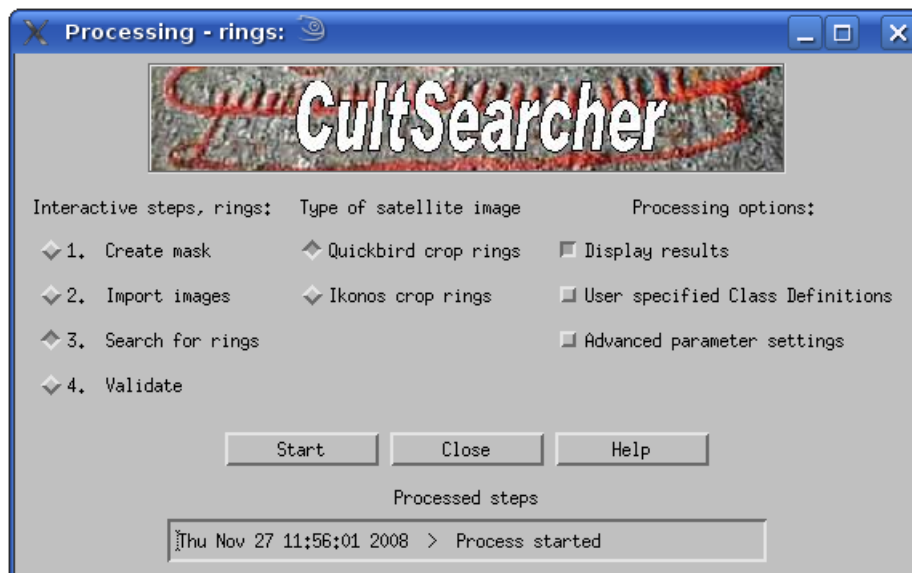 Processing - rings:
CultSearcher
Interactive steps, rings:
1. Create mask
2. Import images
3. Search for rings
4. Validate
Type of satellite image
Quickbird crop rings
Ikonos crop rings
Processing options:
Display results
User specified Class Definitions
Advanced parameter settings
Start
Close
Help
Processed steps
Thu Nov 27 11:56:01 2008 > Process started